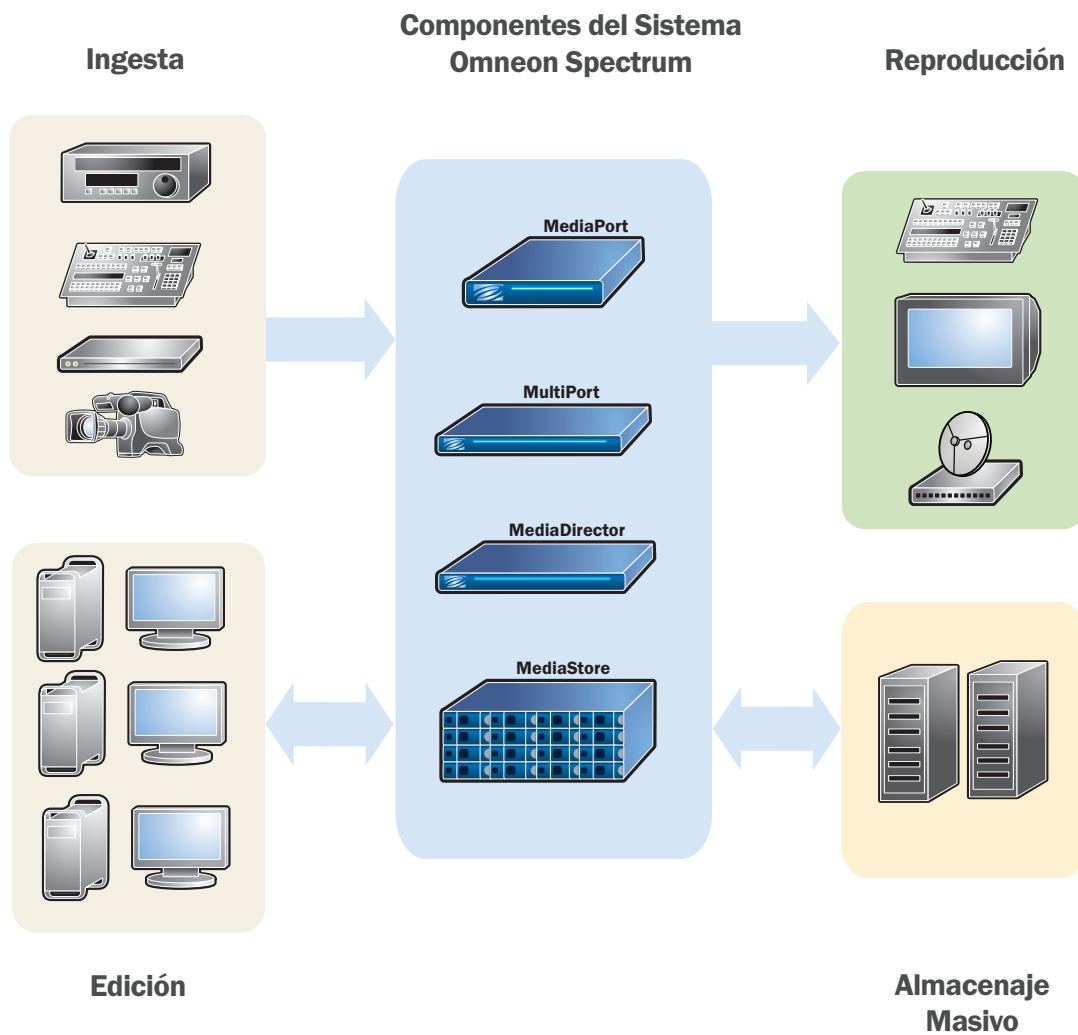 Ingesta
Componentes del Sistema
Omneon Spectrum
Reproducción
MediaPort
MultiPort
MediaDirector
MediaStore
Edición
Almacenaje
Masivo